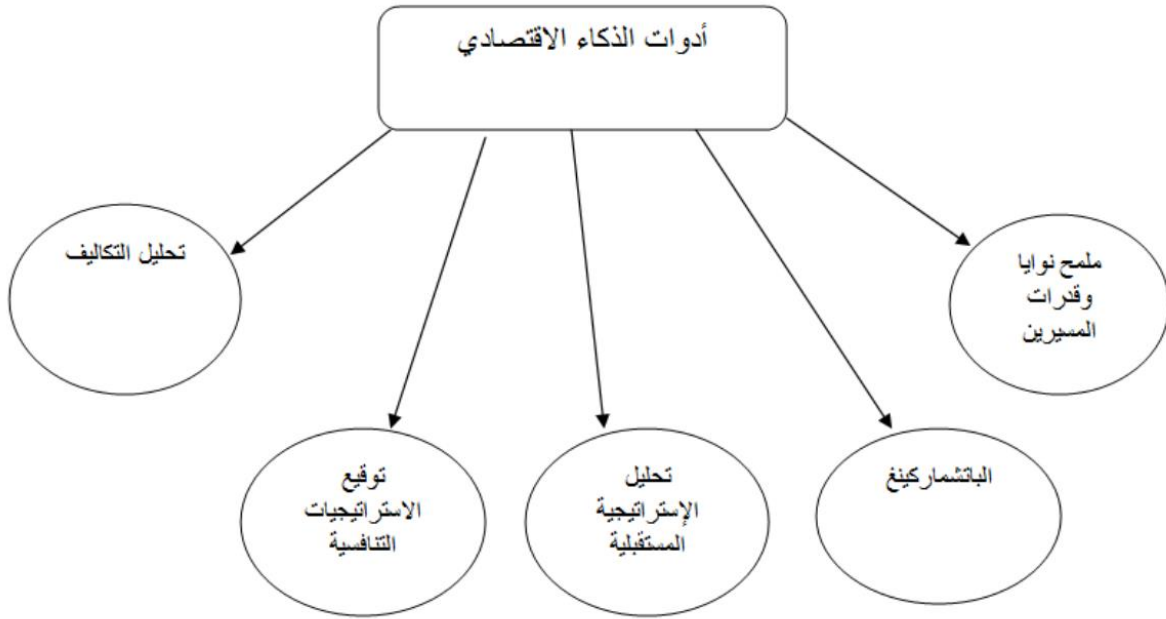 أدوات الذكاء الاقتصادي
ملمح نوايا
وقدرات
المسيرين
تحليل التكاليف
الباتشماركينغ
تحليل
الإستراتيجية
المستقبلية
توقيع
الاستراتيجيات
التنافسية